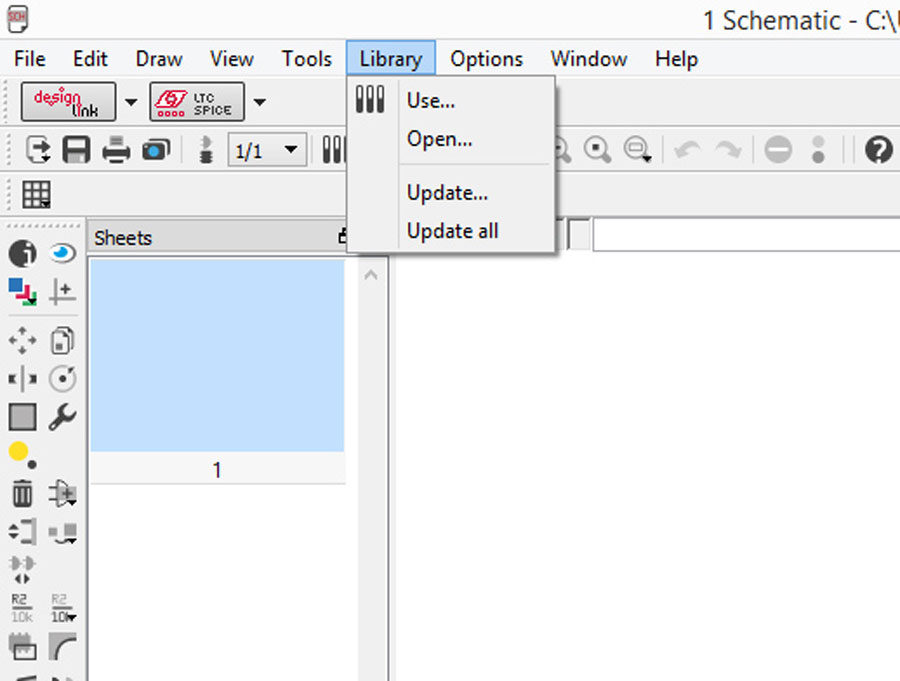 SCH
1 Schematic - C:\
File Edit Draw View Tools Library Options Window Help
design link LTC SPICE
Use...
Open...
1/1
Update...
Update all
Sheets
1
R2 R2
10k 10k